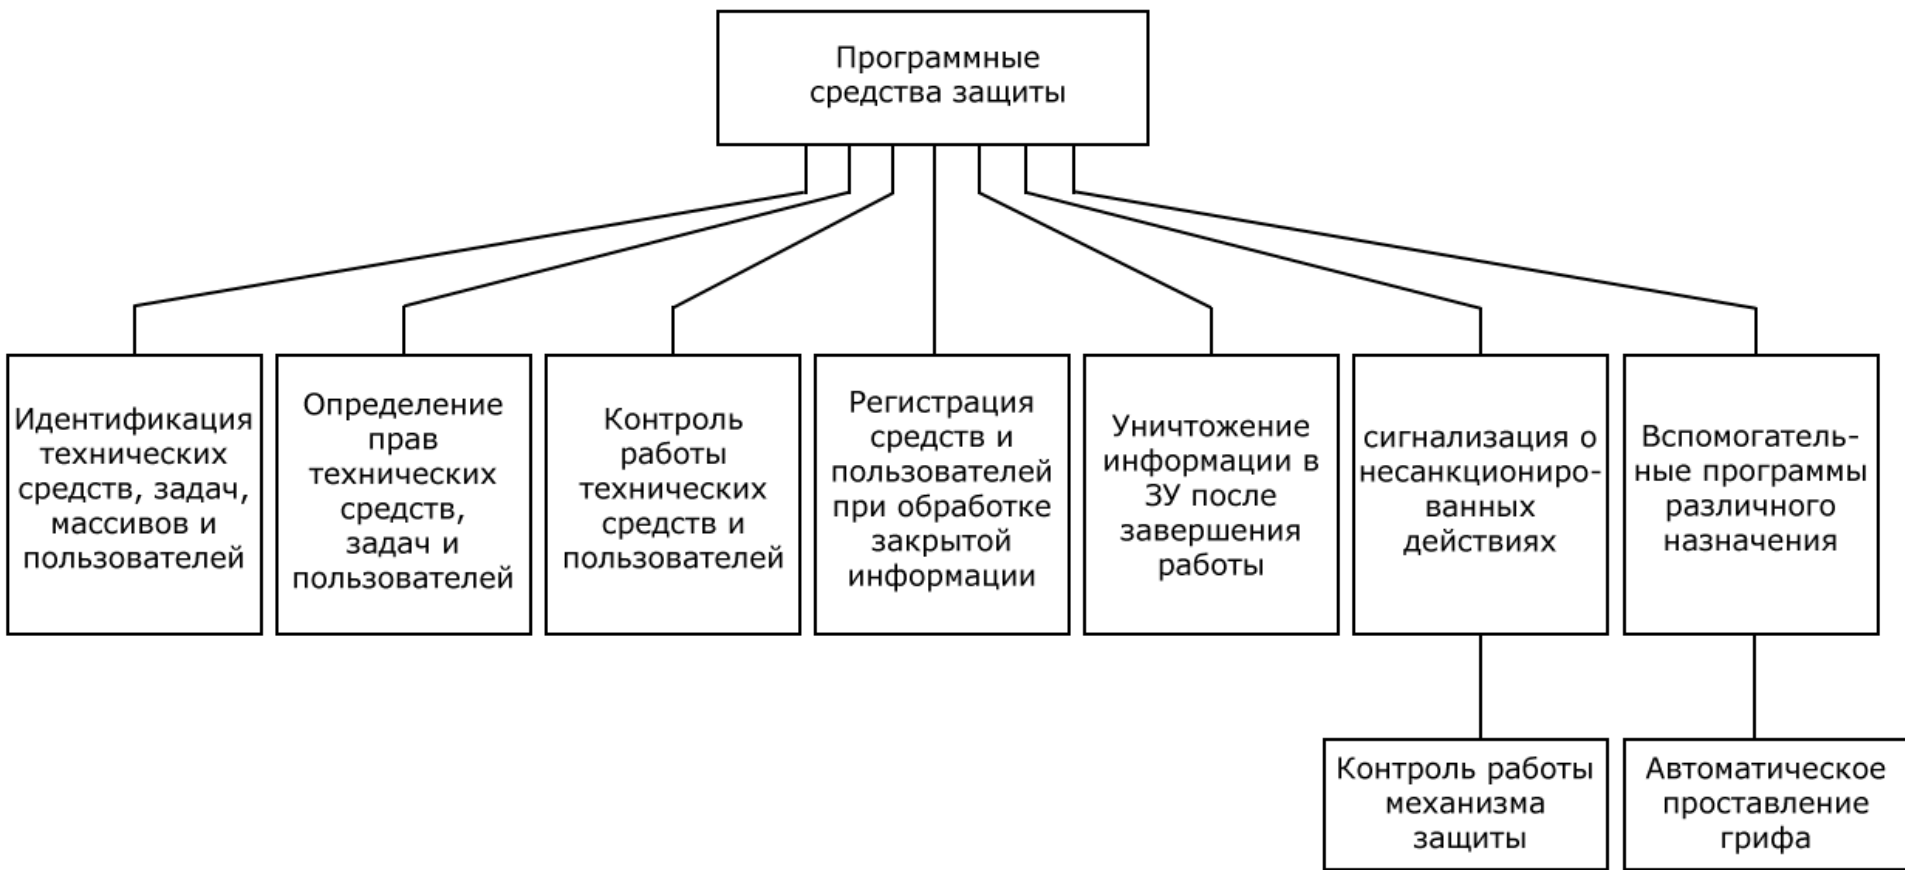 Программные
средства защиты
Идентификация
технических
средств, задач,
массивов и
пользователей
Определение
прав
технических
средств,
задач и
пользователей
Контроль
работы
технических
средств и
пользователей
Регистрация
средств и
пользователей
при обработке
закрытой
информации
Уничтожение
информации в
ЗУ после
завершения
работы
сигнализация о
несанкциониро-
ванных
действиях
Вспомогатель-
ные программы
различного
назначения
Контроль работы
механизма
защиты
Автоматическое
проставление
грифа